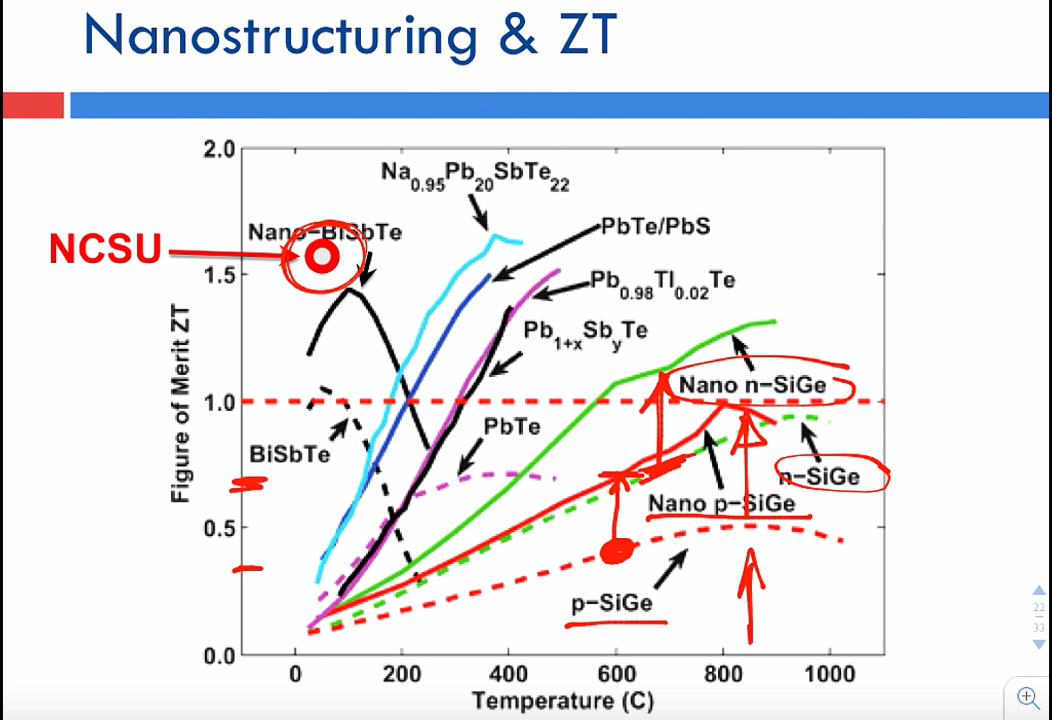 Nanostructuring & ZT
2.0
Na0.95Pb20SbTe22
Nano-BiSbTe
PbTe/PbS
NCSU
1.5
Pb0.98Tl0.02Te
Pb1+xSbyTe
Figure of Merit ZT
Nano n-SiGe
1.0
PbTe
BiSbTe
n-SiGe
Nano p-SiGe
0.5
p-SiGe
22
33
0.0
0 200 400 600 800 1000
Temperature (C)